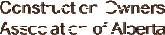 Construction Owners
Association of Alberta